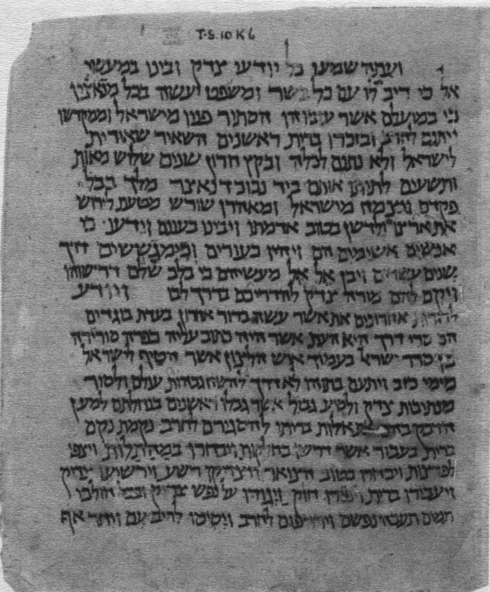 T-S. 10 K 6
ועתה שמעו כל יודעי צדק ובינו במעשי
אל כי ריב לו עם כל בשר ומשפט יעשה בכל מנאציו
כי במועלם אשר עזבוהו הסתיר פניו מישראל וממקדשו
ויתנם לחרב ובזכרו ברית ראשנים השאיר שאירית
לישראל ולא נתנם לכלה ובקץ חרון שנים שלוש מאות
ותשעים לתיתו אותם ביד נבוכדנאצר מלך בבל
פקדם ויצמח מישראל ומאהרן שורש מטעת לירוש
את ארצו ולדשן בטוב אדמתו ויבינו בעונם וידעו כי
אנשים אשימים הם ויהיו כעורים וכימגששים דרך
שנים עשרים ויבן אל אל מעשיהם כי בלב שלם דרשוהו
ויקם להם מורה צדק להדריכם בדרך לבו ויודע
לדורות אחרונים את אשר עשה בדור אחרון בעדת בוגדים
הם סרי דרך היא העת אשר היה כתוב עליה כפרה סורירה
כן סרר ישראל בעמוד איש הלצון אשר הטיף לישראל
מימי כזב ויתעם בתוהו לא דרך להשח גבהות עולם ולסור
מנתיבות צדק ולסיע גבול אשר גבלו ראשנים בנחלתם למען
הדבק בהם את אלות בריתו להסגירם לחרב נקמת נקם
ברית בעבור אשר דרשו בחלקות ויבחרו במהתלות ויצפו
לפרצות ויבחרו בטוב הצואר ויצדיקו רשע וירשיעו צדיק
ויעבירו ברית ויפירו חוק ויגודו על נפש צדיק ובכל הולכי
תמים תעבה נפשם וירדפום לחרב ויסיסו לריב עם ויחר אף